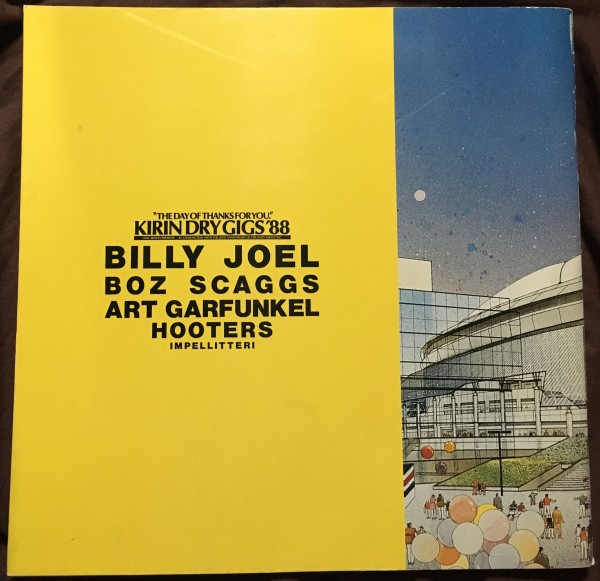 "THE DAY OF THANKS FOR YOU."
KIRIN DRY GIGS '88
BILLY JOEL
BOZ SCAGGS
ART GARFUNKEL
HOOTERS
IMPELLITTERI